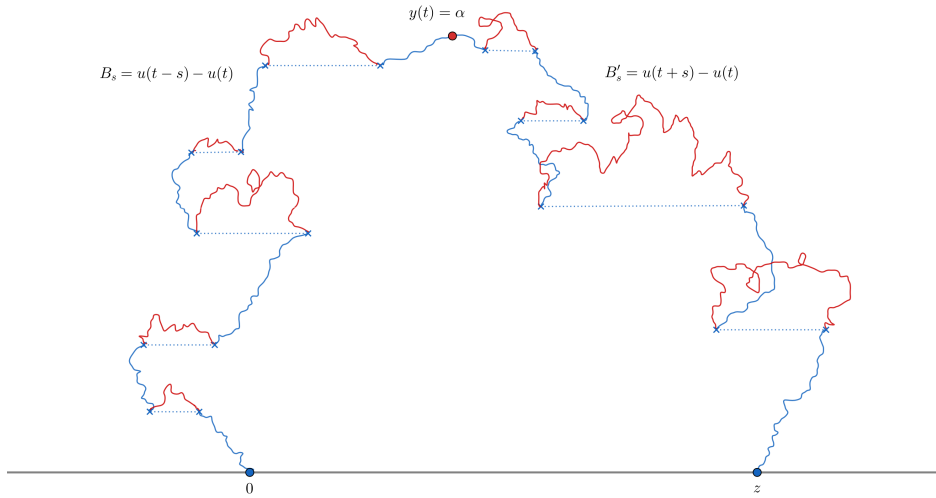 y(t) = α
B_s = u(t − s) − u(t)
B′_s = u(t + s) − u(t)
0
z